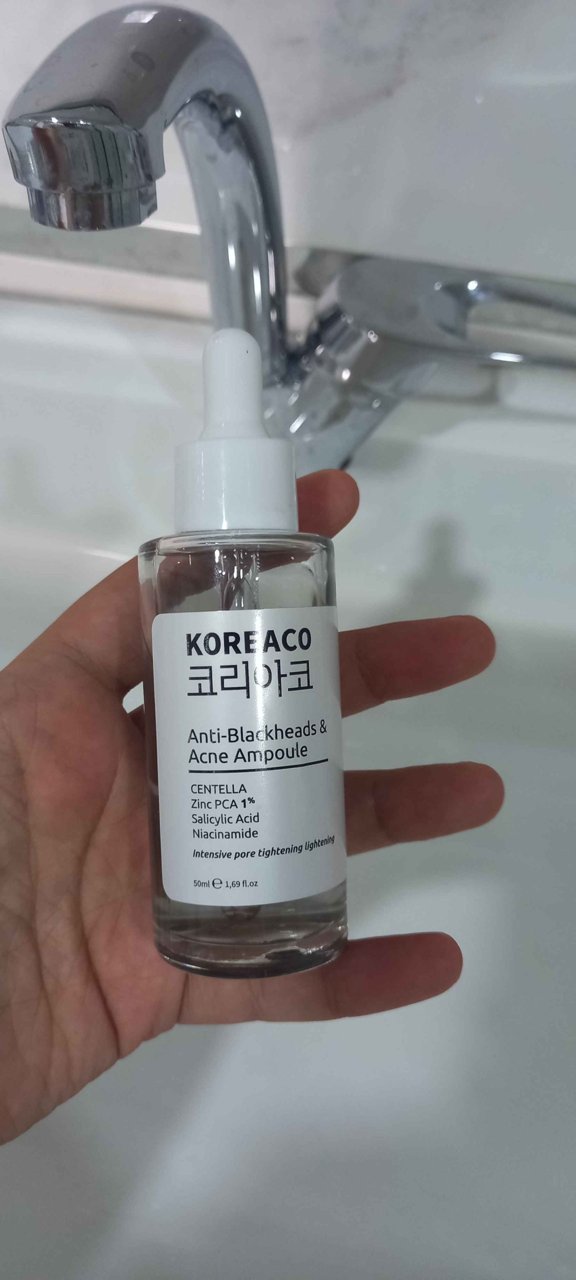 KOREACO
코리아코
Anti-Blackheads &
Acne Ampoule
CENTELLA
Zinc PCA 1%
Salicylic Acid
Niacinamide
Intensive pore tightening lightening
50ml ℮ 1,69 fl.oz